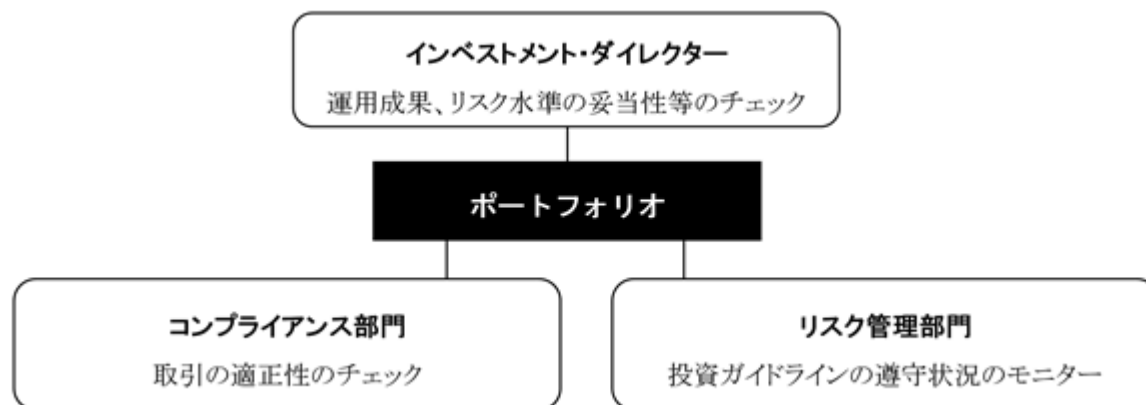 インベストメント・ダイレクター
運用成果、リスク水準の妥当性等のチェック
ポートフォリオ
コンプライアンス部門
取引の適正性のチェック
リスク管理部門
投資ガイドラインの遵守状況のモニター